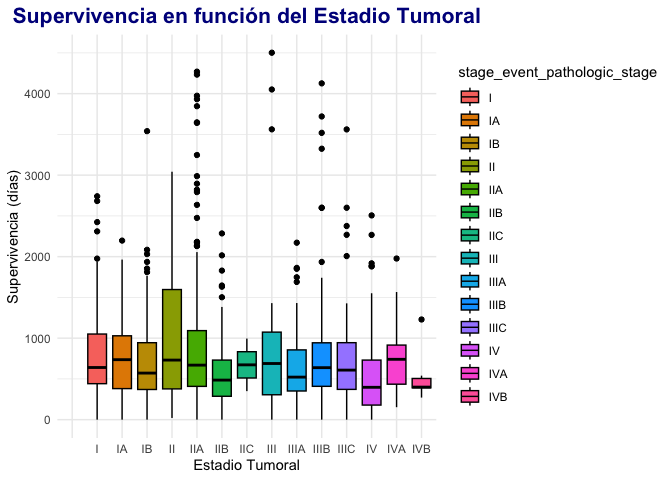 Supervivencia en función del Estadio Tumoral
Supervivencia (días)
4000
3000
2000
1000
0
I IA IB II IIA IIB IIC III IIIA IIIB IIIC IV IVA IVB
Estadio Tumoral
stage_event_pathologic_stage
I
IA
IB
II
IIA
IIB
IIC
III
IIIA
IIIB
IIIC
IV
IVA
IVB